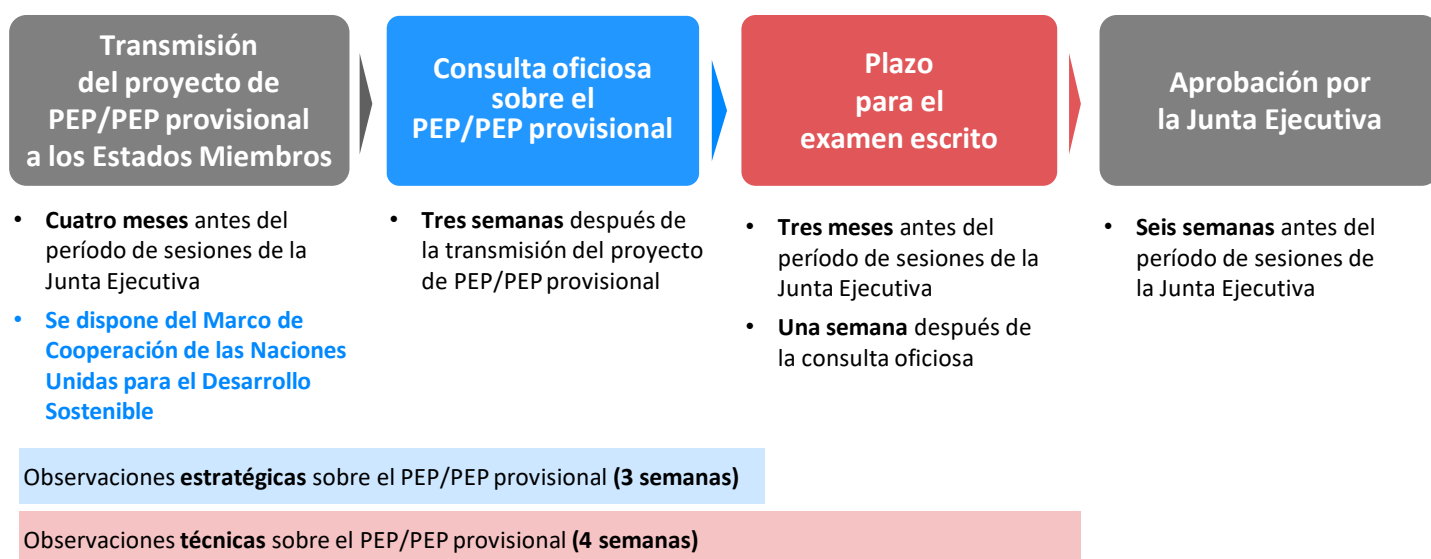 Transmisión
del proyecto de
PEP/PEP provisional
a los Estados Miembros
Consulta oficiosa
sobre el
PEP/PEP provisional
Plazo
para el
examen escrito
Aprobación por
la Junta Ejecutiva
• Cuatro meses antes del
período de sesiones de la
Junta Ejecutiva
• Se dispone del Marco de
Cooperación de las Naciones
Unidas para el Desarrollo
Sostenible
• Tres semanas después de
la transmisión del proyecto
de PEP/PEP provisional
• Tres meses antes del
período de sesiones de la
Junta Ejecutiva
• Una semana después de
la consulta oficiosa
• Seis semanas antes del
período de sesiones de
la Junta Ejecutiva
Observaciones estratégicas sobre el PEP/PEP provisional (3 semanas)
Observaciones técnicas sobre el PEP/PEP provisional (4 semanas)